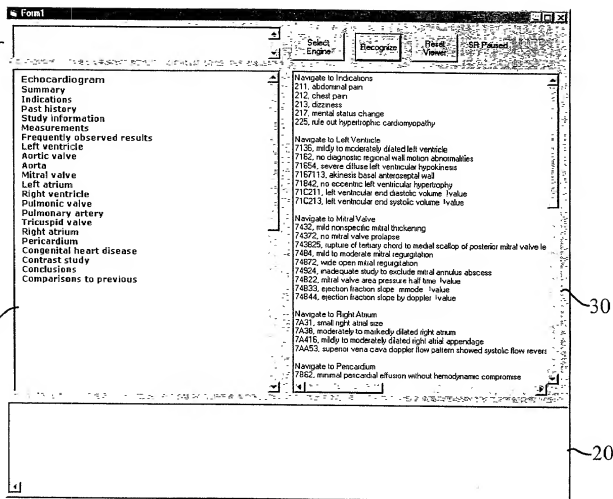 Form1
Select Engine
Recognize
Reset Viewer
SR Paused
Echocardiogram
Summary
Indications
Past history
Study information
Measurements
Frequently observed results
Left ventricle
Aortic valve
Aorta
Mitral valve
Left atrium
Right ventricle
Pulmonic valve
Pulmonary artery
Tricuspid valve
Right atrium
Pericardium
Congenital heart disease
Contrast study
Conclusions
Comparisons to previous
Navigate to Indications
211, abdominal pain
212, chest pain
213, dizziness
217, mental status change
225, rule out hypertrophic cardiomyopathy
Navigate to Left Ventricle
7136, mildly to moderately dilated left ventricle
7162, no diagnostic regional wall motion abnormalities
71654, severe diffuse left ventricular hypokinesis
7167113, akinesis basal anteroseptal wall
71842, no eccentric left ventricular hypertrophy
71C211, left ventricular end diastolic volume !value
71C213, left ventricular end systolic volume !value
Navigate to Mitral Valve
7432, mild nonspecific mitral thickening
74372, no mitral valve prolapse
743825, rupture of tertiary chord to medial scallop of posterior mitral valve le
7484, mild to moderate mitral regurgitation
74872, wide open mitral regurgitation
74924, inadequate study to exclude mitral annulus abscess
74B22, mitral valve area pressure half time !value
74B33, ejection fraction slope mmode !value
74B44, ejection fraction slope by doppler !value
Navigate to Right Atrium
7A31, small right atrial size
7A38, moderately to markedly dilated right atrium
7A416, mildly to moderately dilated right atrial appendage
7AA53, superior vena cava doppler flow pattern showed systolic flow revers
Navigate to Pericardium
7B62, minimal pericardial effusion without hemodynamic compromise
30
20